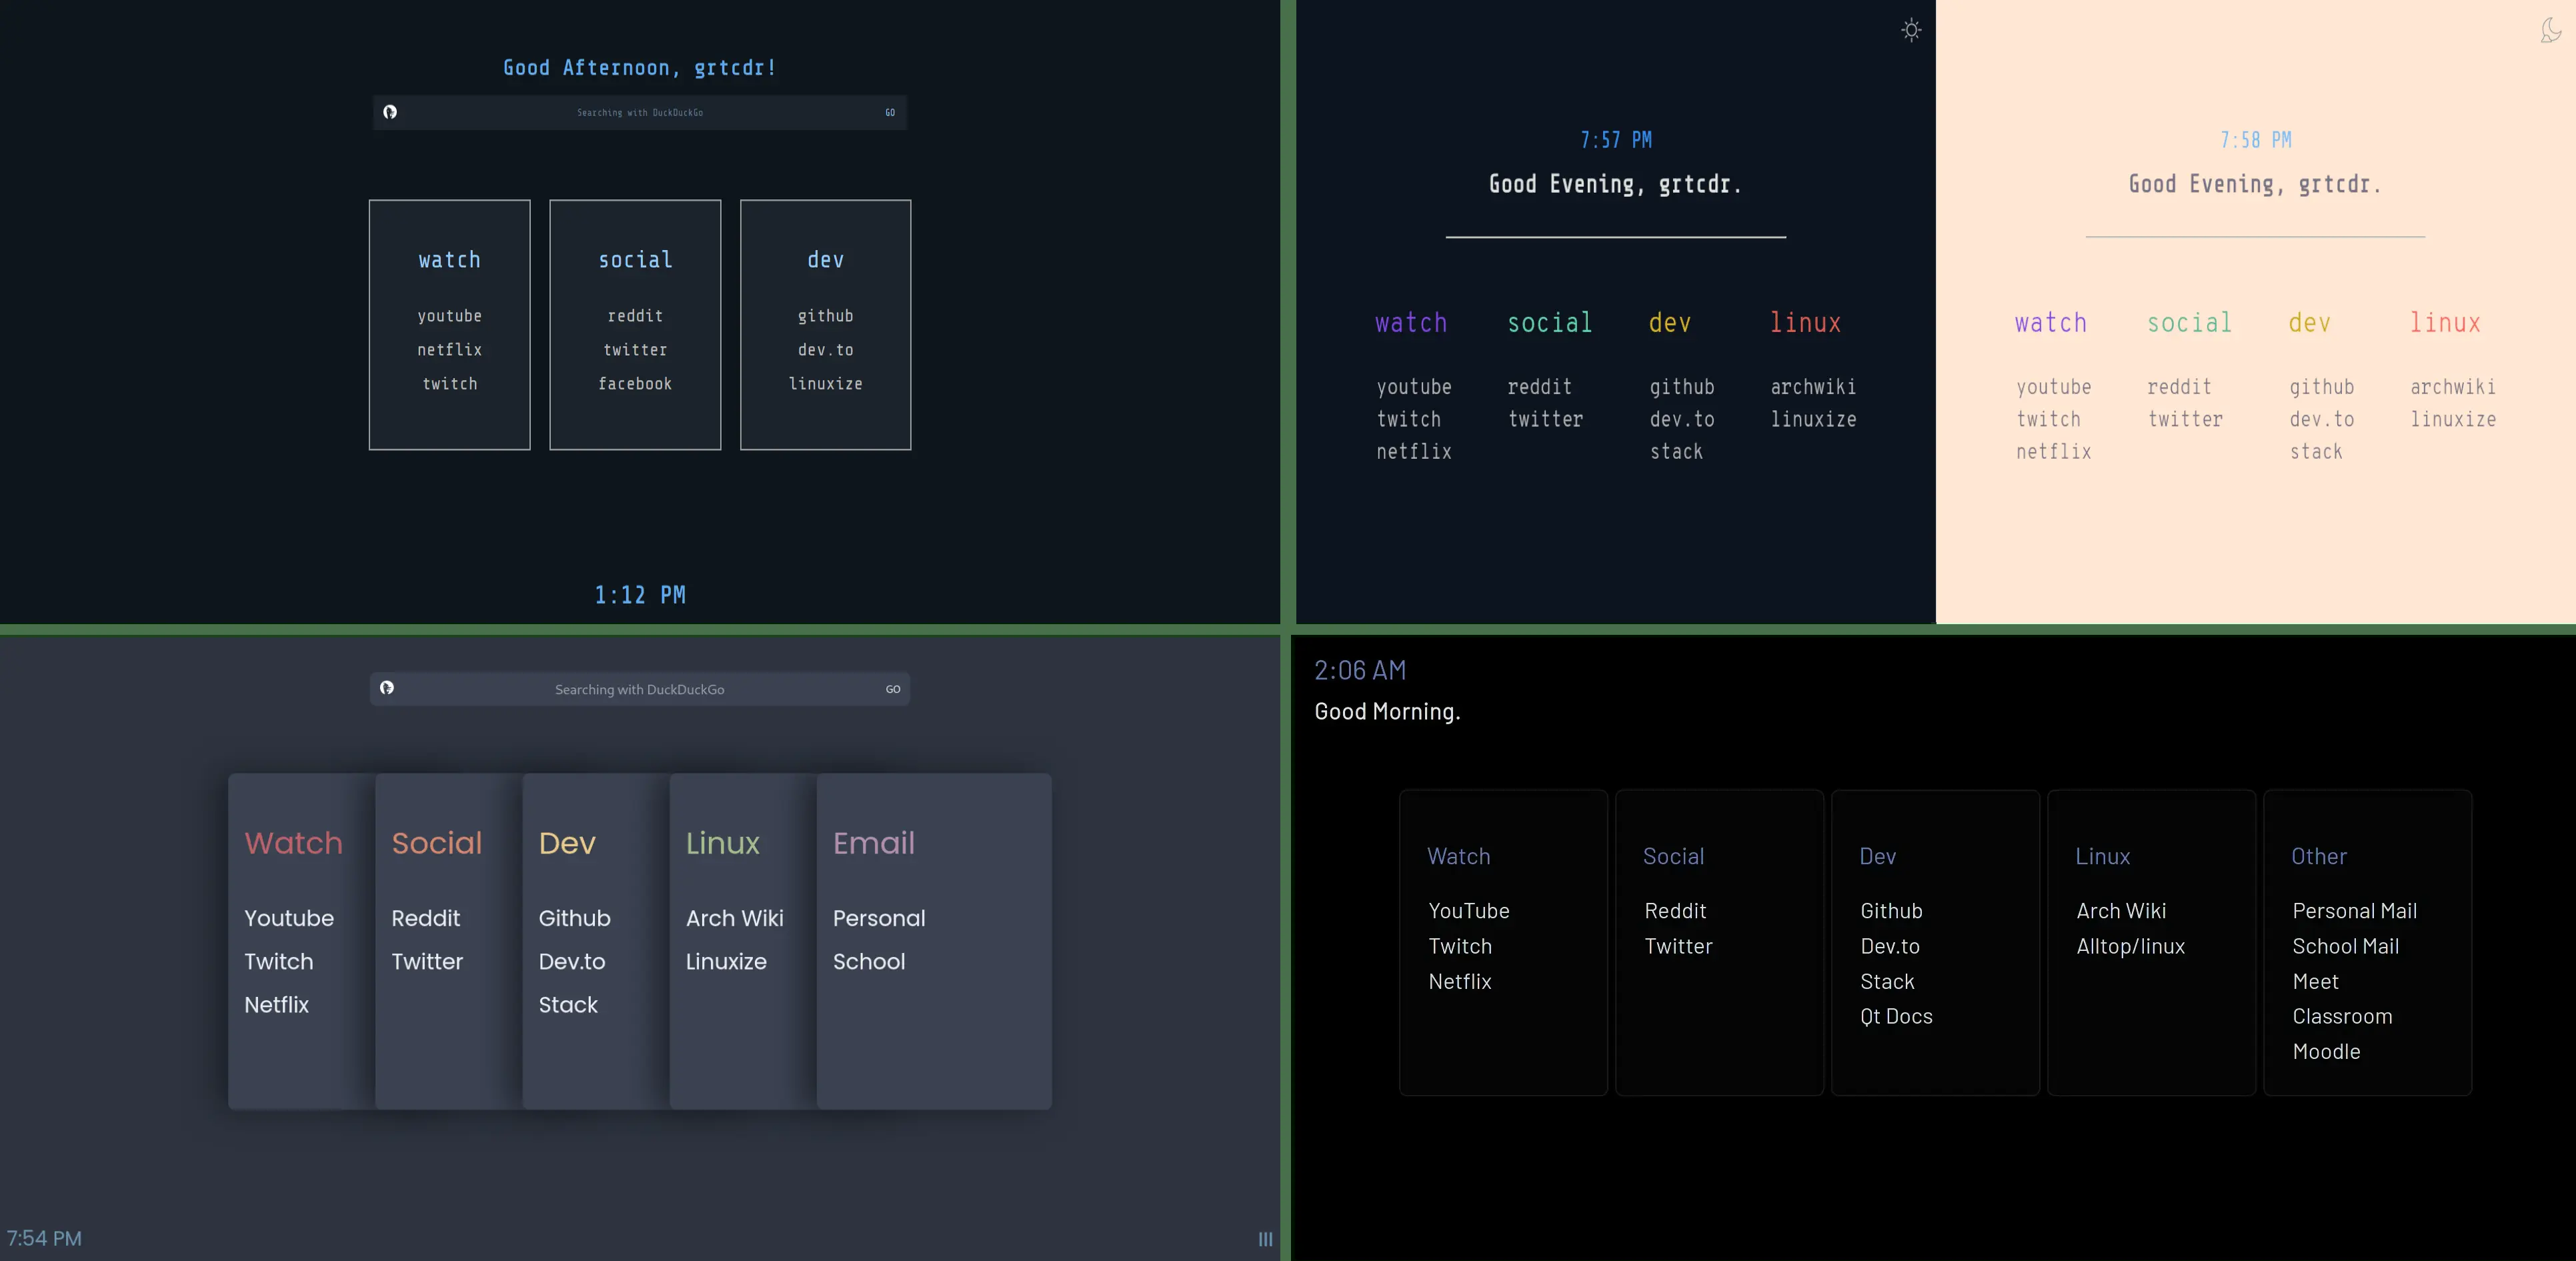 Good Afternoon, grtcdr!
Searching with DuckDuckGo
GO
watch
youtube
netflix
twitch
social
reddit
twitter
facebook
dev
github
dev.to
linuxize
1:12 PM
7:57 PM
Good Evening, grtcdr.
watch
youtube
twitch
netflix
social
reddit
twitter
dev
github
dev.to
stack
linux
archwiki
linuxize
7:58 PM
Good Evening, grtcdr.
watch
youtube
twitch
netflix
social
reddit
twitter
dev
github
dev.to
stack
linux
archwiki
linuxize
Searching with DuckDuckGo
GO
Watch
Youtube
Twitch
Netflix
Social
Reddit
Twitter
Dev
Github
Dev.to
Stack
Linux
Arch Wiki
Linuxize
Email
Personal
School
7:54 PM
2:06 AM
Good Morning.
Watch
YouTube
Twitch
Netflix
Social
Reddit
Twitter
Dev
Github
Dev.to
Stack
Qt Docs
Linux
Arch Wiki
Alltop/linux
Other
Personal Mail
School Mail
Meet
Classroom
Moodle